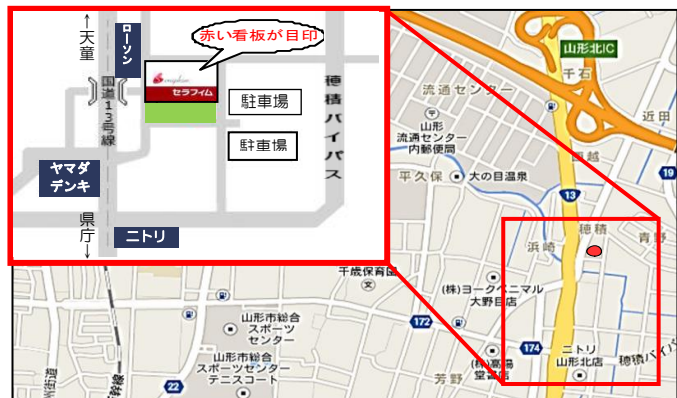 ←天童
ローソン
赤い看板が目印
セラフィム
国道13号線
駐車場
駐車場
穂積バイパス
ヤマダ
デンキ
県庁→
ニトリ
山形北IC
千石
流通センター
近田
山形
流通センター
内郵便局
平久保
大の目温泉
13
19
穂積
青野
浜崎
千歳保育園
(株)ヨークベニマル
大野目店
172
山形市総合
スポーツ
センター
山形市総合
スポーツセンター
テニスコート
174
ニトリ
山形北店
穂積バイパス
22
芳野